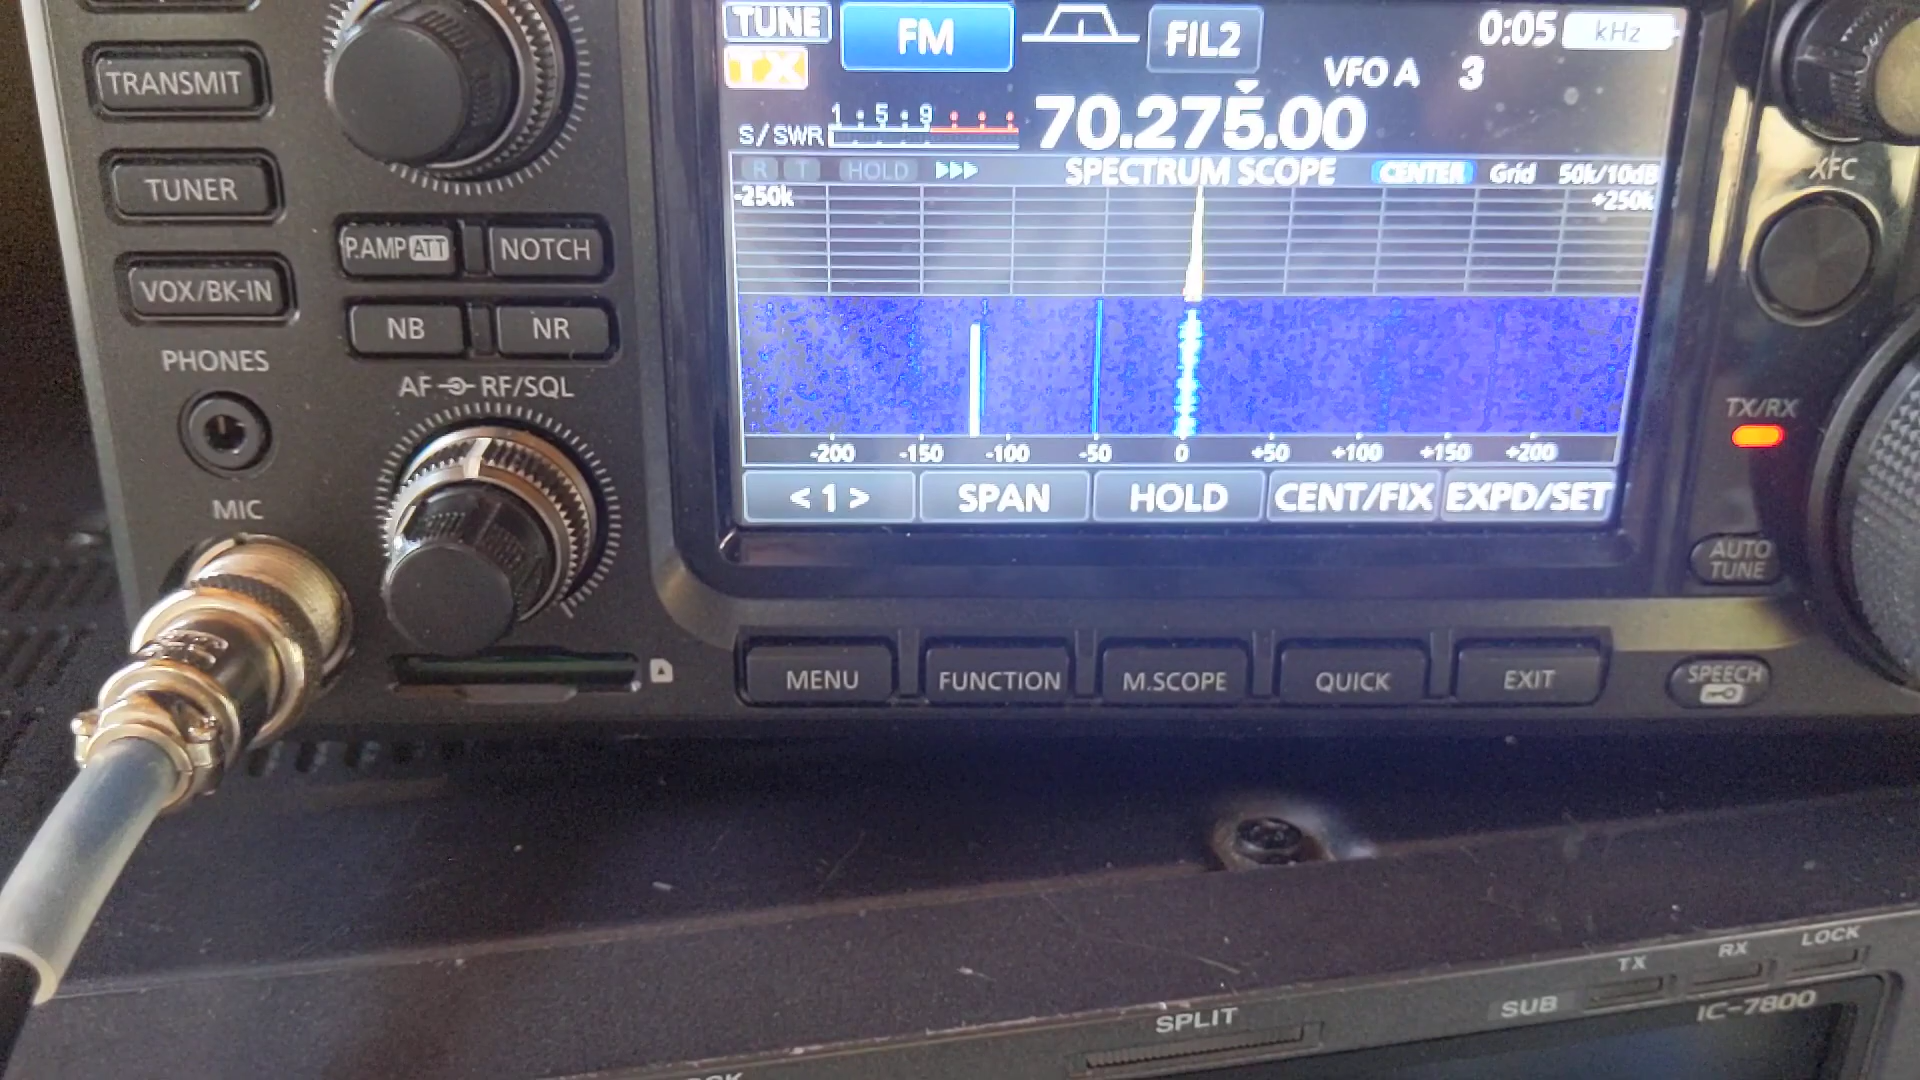 TUNE FM FIL2 0:05 kHz
TX VFO A 3
1 5 9 70.275.00
S/SWR
R T HOLD SPECTRUM SCOPE CENTER Grid 50k/10dB
-250k +250k
-200 -150 -100 -50 0 +50 +100 +150 +200
< 1 > SPAN HOLD CENT/FIX EXPD/SET
TRANSMIT
TUNER
VOX/BK-IN
P.AMP ATT NOTCH
NB NR
PHONES
AF RF/SQL
MIC
XFC
TX/RX
AUTO
TUNE
MENU FUNCTION M.SCOPE QUICK EXIT
SPEECH
TX RX LOCK
SPLIT SUB IC-7800